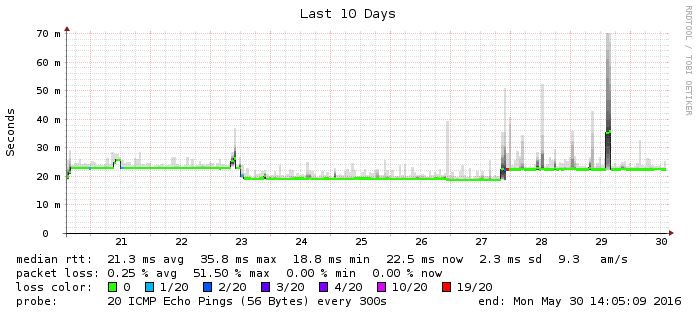 Last 10 Days
RRDTOOL / TOBI OETIKER
Seconds
70 m
60 m
50 m
40 m
30 m
20 m
10 m
0
21 22 23 24 25 26 27 28 29 30
median rtt: 21.3 ms avg 35.8 ms max 18.8 ms min 22.5 ms now 2.3 ms sd 9.3 am/s
packet loss: 0.25 % avg 51.50 % max 0.00 % min 0.00 % now
loss color: 0 1/20 2/20 3/20 4/20 10/20 19/20
probe: 20 ICMP Echo Pings (56 Bytes) every 300s end: Mon May 30 14:05:09 2016